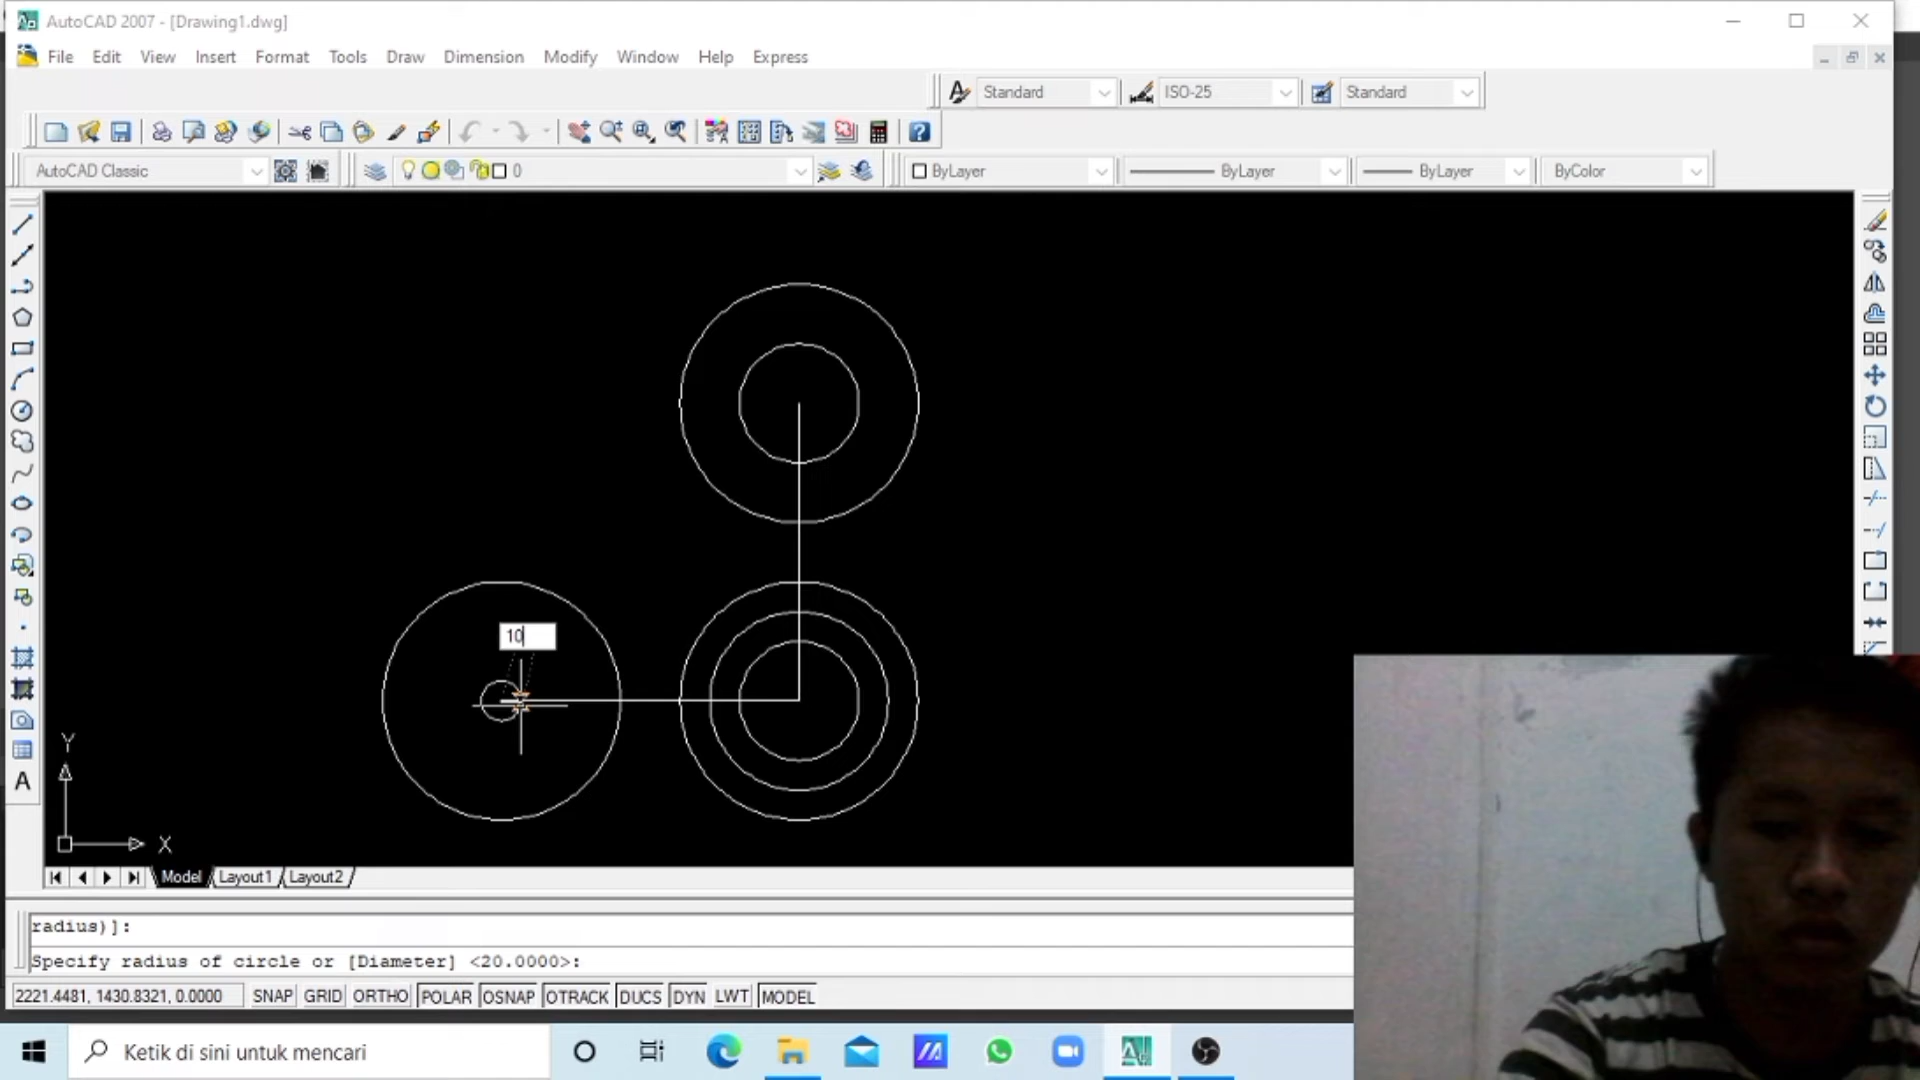 AutoCAD 2007 - [Drawing1.dwg]
File Edit View Insert Format Tools Draw Dimension Modify Window Help Express
Standard ISO-25 Standard
AutoCAD Classic 0 ByLayer ByLayer ByLayer ByColor
10
Y
X
A
Model Layout1 Layout2
radius)]:
Specify radius of circle or [Diameter] <20.0000>:
2221.4481, 1430.8321, 0.0000 SNAP GRID ORTHO POLAR OSNAP OTRACK DUCS DYN LWT MODEL
Ketik di sini untuk mencari